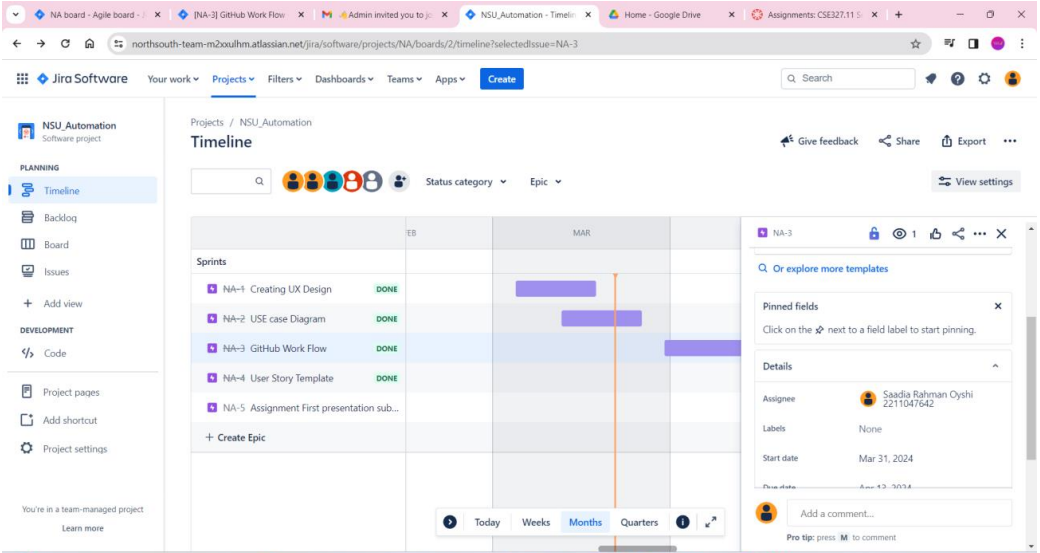 NA board - Agile board - J
[NA-3] GitHub Work Flow
Admin invited you to jo
NSU_Automation - Timelin
Home - Google Drive
Assignments: CSE327.11 S
northsouth-team-m2xxulhm.atlassian.net/jira/software/projects/NA/boards/2/timeline?selectedIssue=NA-3
Jira Software Your work Projects Filters Dashboards Teams Apps Create Search
NSU_Automation
Software project
PLANNING
Timeline
Backlog
Board
Issues
+ Add view
DEVELOPMENT
Code
Project pages
Add shortcut
Project settings
You're in a team-managed project
Learn more
Projects / NSU_Automation
Timeline
Give feedback Share Export
Status category Epic View settings
FEB MAR
Sprints
NA-1 Creating UX Design DONE
NA-2 USE case Diagram DONE
NA-3 GitHub Work Flow DONE
NA-4 User Story Template DONE
NA-5 Assignment First presentation sub...
+ Create Epic
Today Weeks Months Quarters
NA-3 1
Or explore more templates
Pinned fields
Click on the next to a field label to start pinning.
Details
Assignee Saadia Rahman Oyshi
2211047642
Labels None
Start date Mar 31, 2024
Due date Apr 13, 2024
Add a comment...
Pro tip: press M to comment